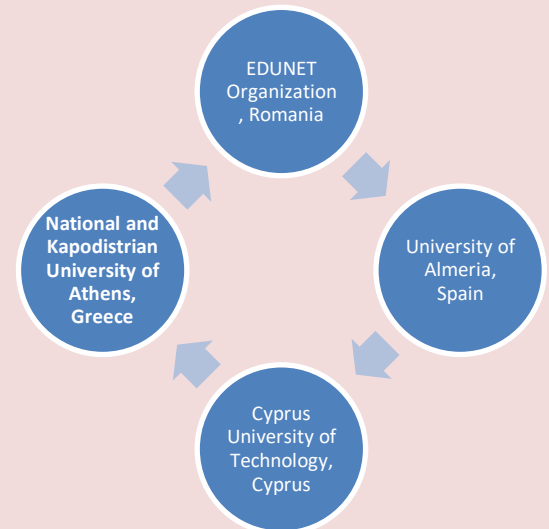 EDUNET
Organization
, Romania
National and
Kapodistrian
University of
Athens,
Greece
University of
Almeria,
Spain
Cyprus
University of
Technology,
Cyprus